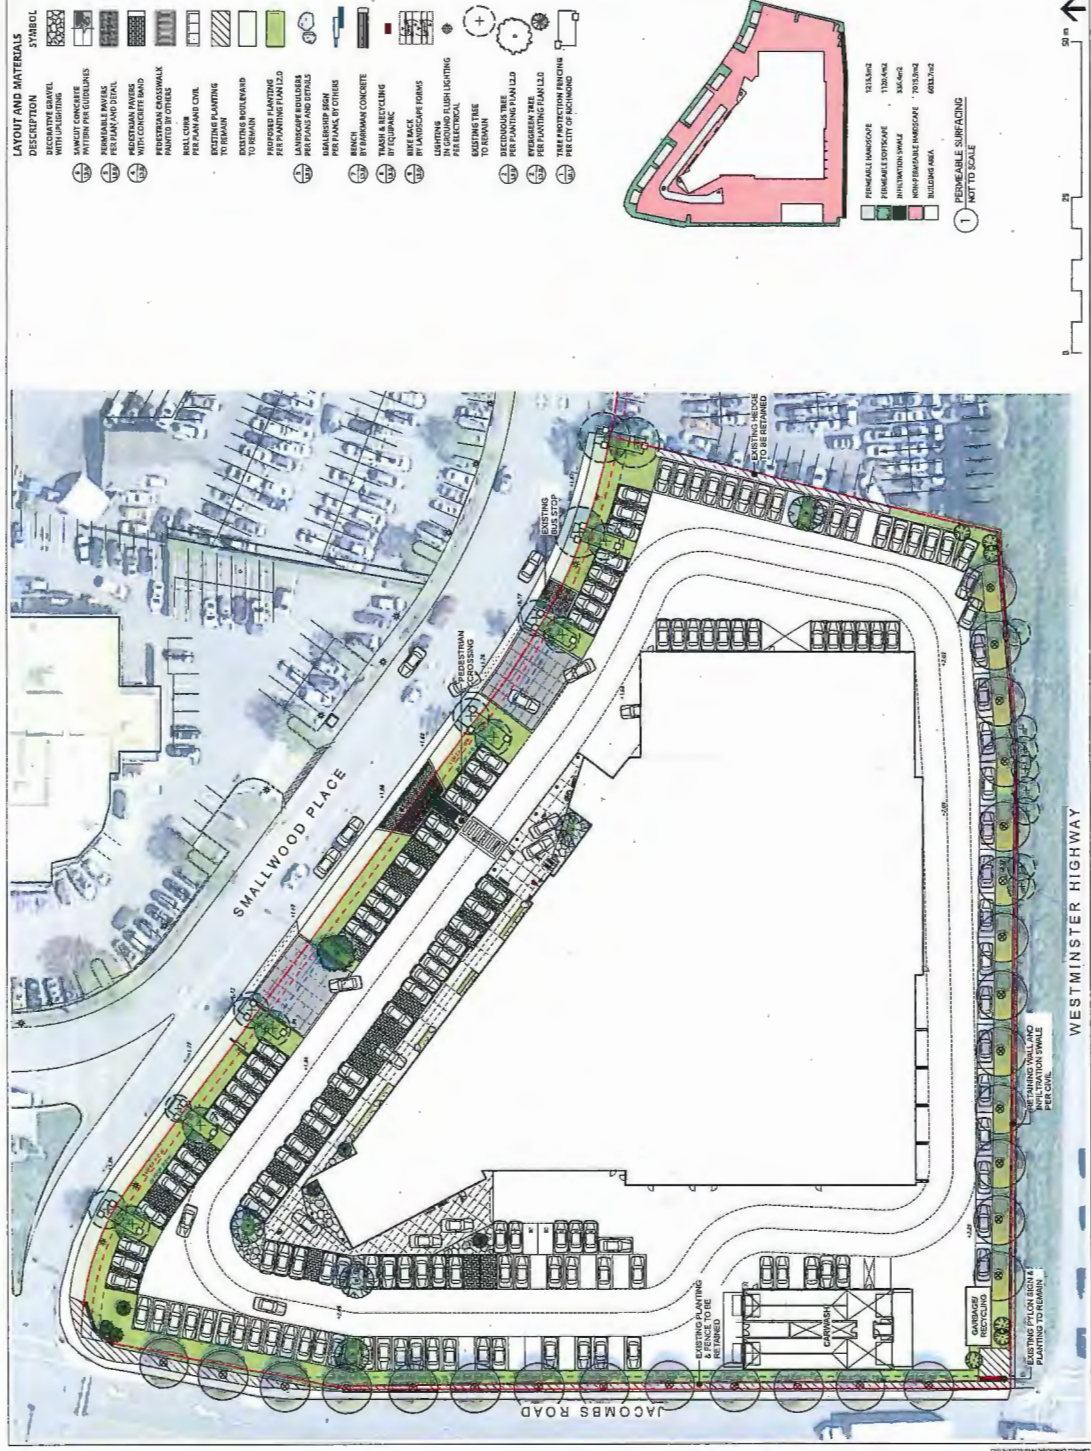 LAYOUT AND MATERIALS
DESCRIPTION SYMBOL
DECORATIVE GRAVEL
WITH UPLIGHTING
SAWCUT CONCRETE
PATTERN PER GUIDELINES
PERMEABLE PAVERS
PER PLAN AND DETAIL
PEDESTRIAN PAVERS
WITH CONCRETE BAND
PEDESTRIAN CROSSWALK
PAINTED BY OTHERS
ROLL CURB
PER PLAN AND CIVIL
EXISTING PLANTING
TO REMAIN
EXISTING BOULEVARD
TO REMAIN
PROPOSED PLANTING
PER PLANTING PLAN L2.0
LANDSCAPE BOULDERS
PER PLANS AND DETAILS
DEALERSHIP SIGN
PER PLANS, BY OTHERS
BENCH
BY BARKMAN CONCRETE
TRASH & RECYCLING
BY EQUIPARC
BIKE RACK
BY LANDSCAPE FORMS
LIGHTING
IN GROUND FLUSH LIGHTING
PER ELECTRICAL
EXISTING TREE
TO REMAIN
DECIDUOUS TREE
PER PLANTING PLAN L2.0
EVERGREEN TREE
PER PLANTING PLAN L2.0
TREE PROTECTION FENCING
PER CITY OF RICHMOND
PERMEABLE HARDSCAPE
PERMEABLE SOFTSCAPE 1120.4m2
INFILTRATION SWALE
NON-PERMEABLE HARDSCAPE
BUILDING AREA
1 PERMEABLE SURFACING
NOT TO SCALE
0 25 50 m
SMALLWOOD PLACE
PEDESTRIAN
CROSSING
EXISTING
BUS STOP
EXISTING HEDGE
TO BE RETAINED
EXISTING PLANTING
& FENCE TO BE
RETAINED
CARWASH
GARBAGE/
RECYCLING
EXISTING PYLON SIGN &
PLANTING TO REMAIN
RETAINING WALL AND
INFILTRATION SWALE
PER CIVIL
JACOMBS ROAD
WESTMINSTER HIGHWAY